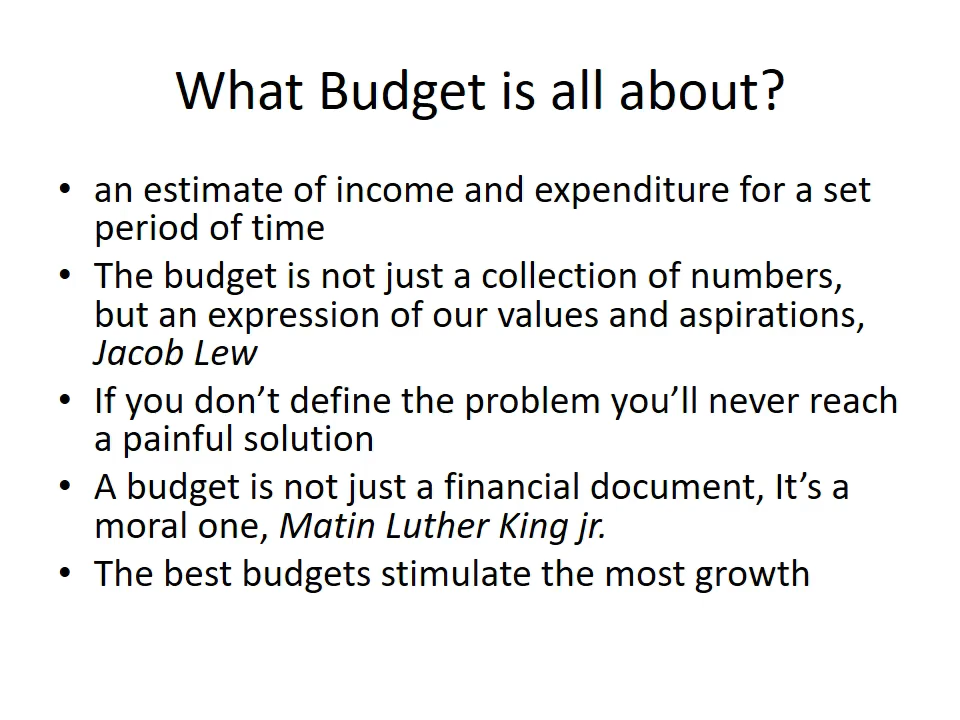 What Budget is all about?
• an estimate of income and expenditure for a set
period of time
• The budget is not just a collection of numbers,
but an expression of our values and aspirations,
Jacob Lew
• If you don’t define the problem you’ll never reach
a painful solution
• A budget is not just a financial document, It’s a
moral one, Matin Luther King jr.
• The best budgets stimulate the most growth